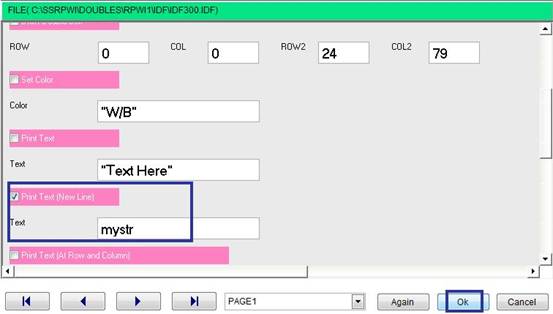 FILE( C:\SSRPWI\DOUBLES\RPWI1\IDF\IDF300.IDF)
ROW 0 COL 0 ROW2 24 COL2 79
Set Color
Color "W/B"
Print Text
Text "Text Here"
Print Text (New Line)
Text mystr
Print Text (At Row and Column)
PAGE1 Again Ok Cancel